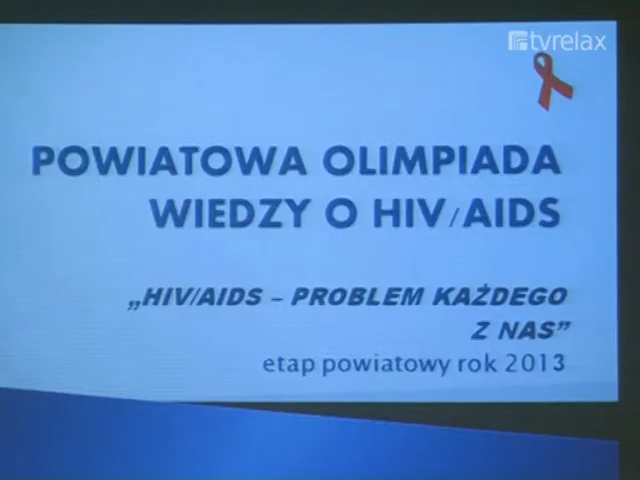 tvrelax
POWIATOWA OLIMPIADA
WIEDZY O HIV/AIDS
„HIV/AIDS – PROBLEM KAŻDEGO
Z NAS”
etap powiatowy rok 2013